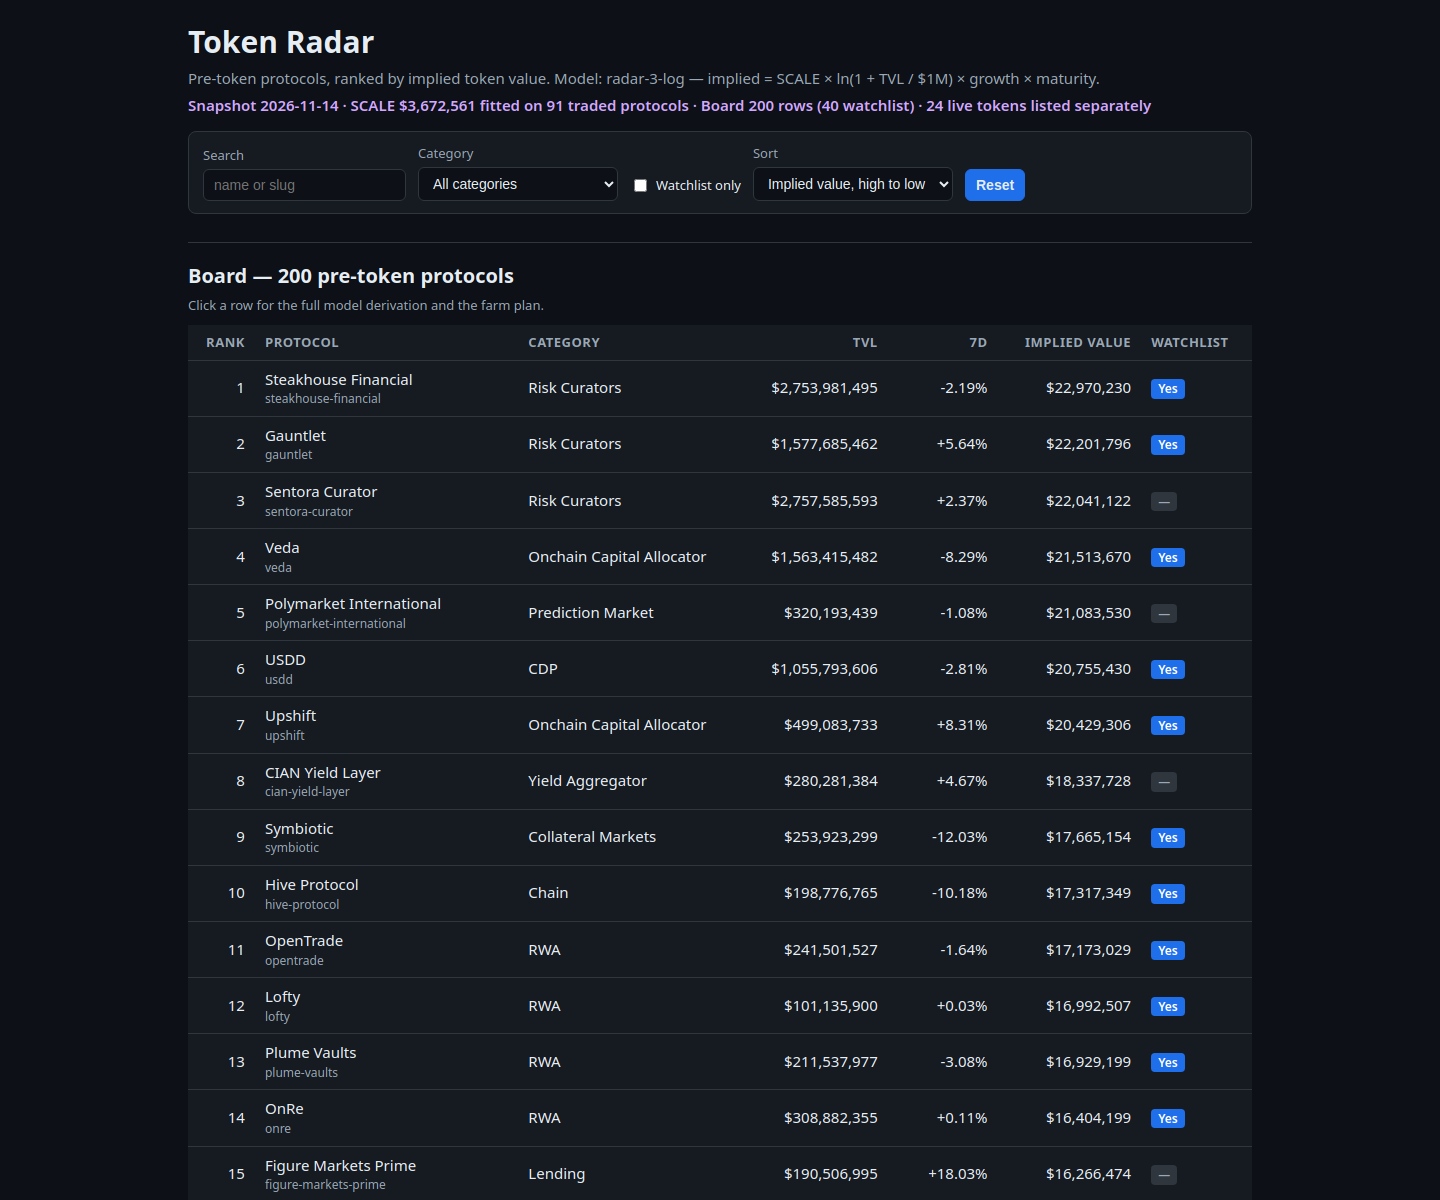 Token Radar
Pre-token protocols, ranked by implied token value. Model: radar-3-log — implied = SCALE × ln(1 + TVL / $1M) × growth × maturity.
Snapshot 2026-11-14 · SCALE $3,672,561 fitted on 91 traded protocols · Board 200 rows (40 watchlist) · 24 live tokens listed separately
Search Category Sort
name or slug All categories Watchlist only Implied value, high to low Reset
Board — 200 pre-token protocols
Click a row for the full model derivation and the farm plan.
RANK PROTOCOL CATEGORY TVL 7D IMPLIED VALUE WATCHLIST
1 Steakhouse Financial Risk Curators $2,753,981,495 -2.19% $22,970,230 Yes
steakhouse-financial
2 Gauntlet Risk Curators $1,577,685,462 +5.64% $22,201,796 Yes
gauntlet
3 Sentora Curator Risk Curators $2,757,585,593 +2.37% $22,041,122 —
sentora-curator
4 Veda Onchain Capital Allocator $1,563,415,482 -8.29% $21,513,670 Yes
veda
5 Polymarket International Prediction Market $320,193,439 -1.08% $21,083,530 —
polymarket-international
6 USDD CDP $1,055,793,606 -2.81% $20,755,430 Yes
usdd
7 Upshift Onchain Capital Allocator $499,083,733 +8.31% $20,429,306 Yes
upshift
8 CIAN Yield Layer Yield Aggregator $280,281,384 +4.67% $18,337,728 —
cian-yield-layer
9 Symbiotic Collateral Markets $253,923,299 -12.03% $17,665,154 Yes
symbiotic
10 Hive Protocol Chain $198,776,765 -10.18% $17,317,349 Yes
hive-protocol
11 OpenTrade RWA $241,501,527 -1.64% $17,173,029 Yes
opentrade
12 Lofty RWA $101,135,900 +0.03% $16,992,507 Yes
lofty
13 Plume Vaults RWA $211,537,977 -3.08% $16,929,199 Yes
plume-vaults
14 OnRe RWA $308,882,355 +0.11% $16,404,199 Yes
onre
15 Figure Markets Prime Lending $190,506,995 +18.03% $16,266,474 —
figure-markets-prime